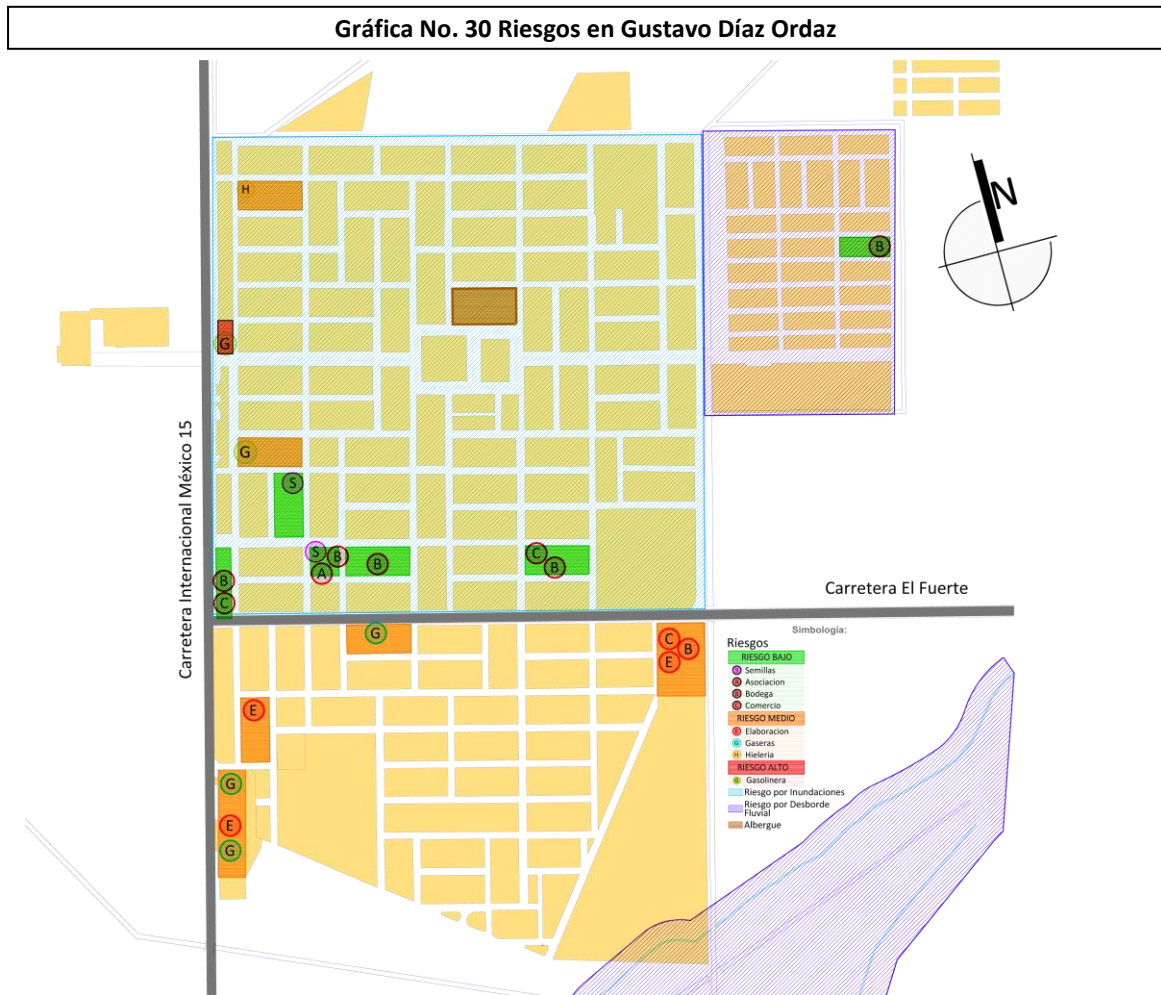 Gráfica No. 30 Riesgos en Gustavo Díaz Ordaz
N
H
B
G
Carretera Internacional México 15
G
S
S
B
A
B
C
B
B
C
Carretera El Fuerte
G
C
B
E
E
G
E
G
Simbología:
Riesgos
RIESGO BAJO
S Semillas
A Asociacion
B Bodega
C Comercio
RIESGO MEDIO
E Elaboracion
G Gaseras
H Hieleria
RIESGO ALTO
G Gasolinera
Riesgo por Inundaciones
Riesgo por Desborde
Fluvial
Albergue